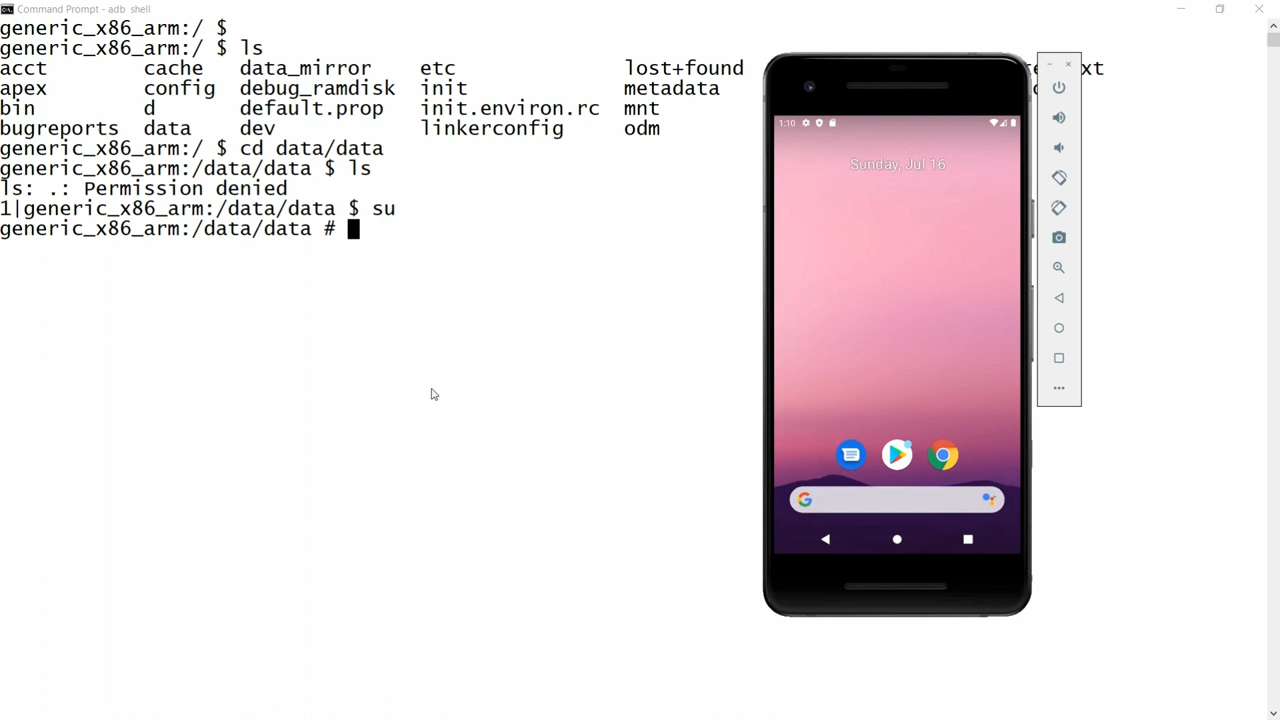 Command Prompt - adb shell
generic_x86_arm:/ $
generic_x86_arm:/ $ ls
acct cache data_mirror etc lost+found
apex config debug_ramdisk init metadata
bin d default.prop init.environ.rc mnt
bugreports data dev linkerconfig odm
generic_x86_arm:/ $ cd data/data
generic_x86_arm:/data/data $ ls
ls: .: Permission denied
1|generic_x86_arm:/data/data $ su
generic_x86_arm:/data/data #
1:10
Sunday, Jul 16